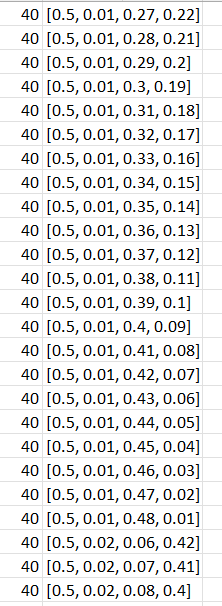 40 [0.5, 0.01, 0.27, 0.22]
40 [0.5, 0.01, 0.28, 0.21]
40 [0.5, 0.01, 0.29, 0.2]
40 [0.5, 0.01, 0.3, 0.19]
40 [0.5, 0.01, 0.31, 0.18]
40 [0.5, 0.01, 0.32, 0.17]
40 [0.5, 0.01, 0.33, 0.16]
40 [0.5, 0.01, 0.34, 0.15]
40 [0.5, 0.01, 0.35, 0.14]
40 [0.5, 0.01, 0.36, 0.13]
40 [0.5, 0.01, 0.37, 0.12]
40 [0.5, 0.01, 0.38, 0.11]
40 [0.5, 0.01, 0.39, 0.1]
40 [0.5, 0.01, 0.4, 0.09]
40 [0.5, 0.01, 0.41, 0.08]
40 [0.5, 0.01, 0.42, 0.07]
40 [0.5, 0.01, 0.43, 0.06]
40 [0.5, 0.01, 0.44, 0.05]
40 [0.5, 0.01, 0.45, 0.04]
40 [0.5, 0.01, 0.46, 0.03]
40 [0.5, 0.01, 0.47, 0.02]
40 [0.5, 0.01, 0.48, 0.01]
40 [0.5, 0.02, 0.06, 0.42]
40 [0.5, 0.02, 0.07, 0.41]
40 [0.5, 0.02, 0.08, 0.4]